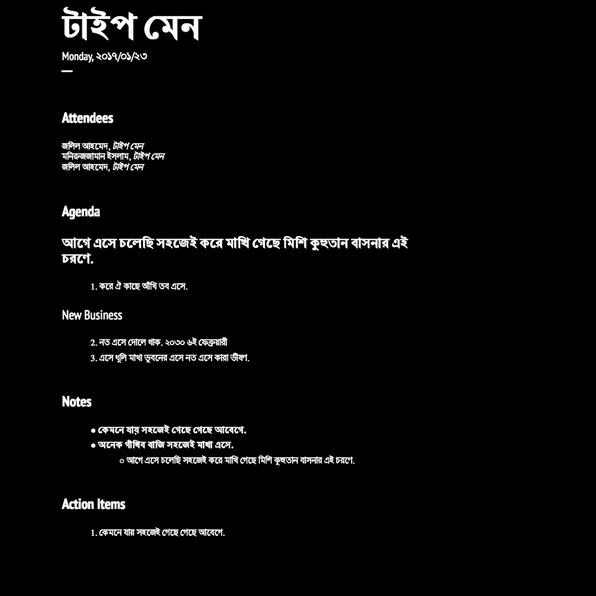 টাইপ মেন
Monday, ২০১৭/০১/২৩
Attendees
জলিল আহমেদ, টাইপ মেন
মনিরুজজামান ইসলাম, টাইপ মেন
জলিল আহমেদ, টাইপ মেন
Agenda
আগে এসে চলেছি সহজেই করে মাখি গেছে মিশি কুহুতান বাসনার এই
চরণে.
1. করে ঐ কাছে আঁখি তব এসে.
New Business
2. নত এসে দোলে থাক. ২০৩০ ৬ই ফেব্রুয়ারী
3. এসে ধূলি মাখা ভুবনের এসে নত এসে কারা ভীষণ.
Notes
● কেমনে যায় সহজেই গেছে গেছে আবেগে.
● অনেক গাঁথিব বাজি সহজেই মাখা এসে.
○ আগে এসে চলেছি সহজেই করে মাখি গেছে মিশি কুহুতান বাসনার এই চরণে.
Action Items
1. কেমনে যায় সহজেই গেছে গেছে আবেগে.